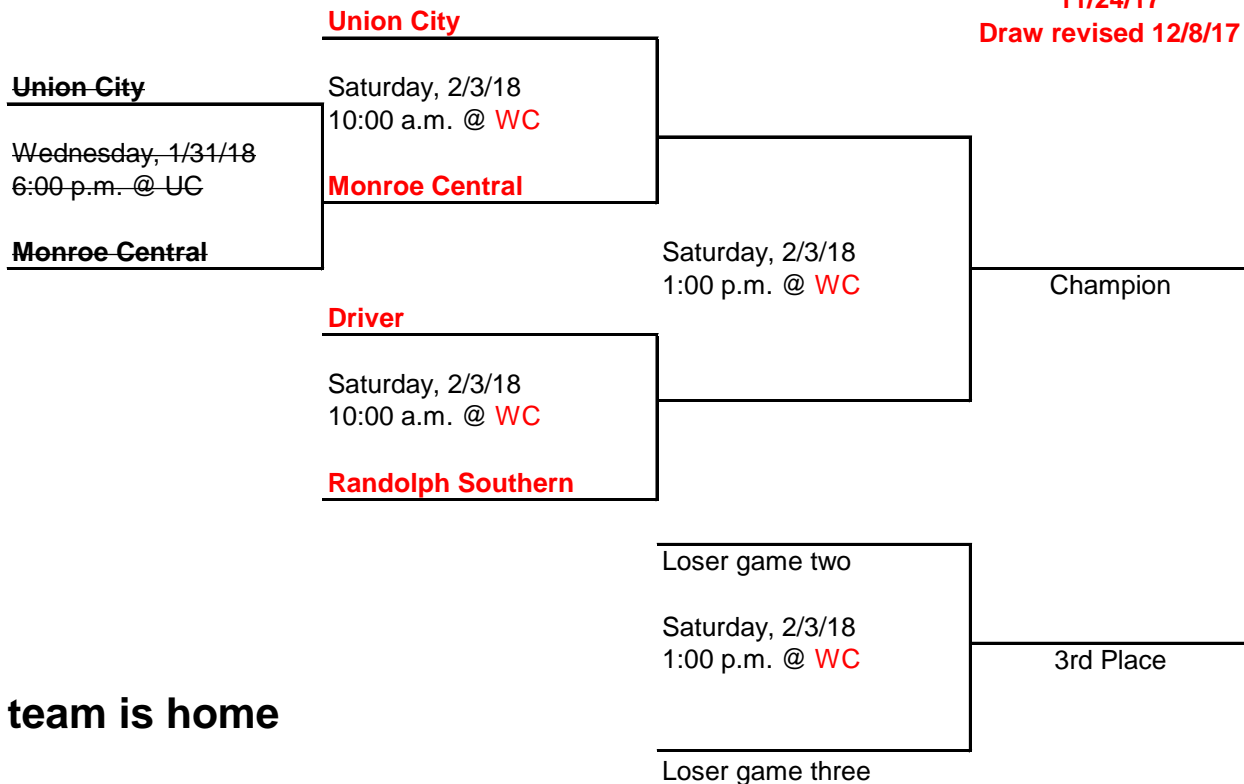 11/24/17
Draw revised 12/8/17
Union City
Union City
Saturday, 2/3/18
10:00 a.m. @ WC
Wednesday, 1/31/18
6:00 p.m. @ UC
Monroe Central
Monroe Central
Saturday, 2/3/18
1:00 p.m. @ WC
Champion
Driver
Saturday, 2/3/18
10:00 a.m. @ WC
Randolph Southern
Loser game two
Saturday, 2/3/18
1:00 p.m. @ WC
3rd Place
team is home
Loser game three